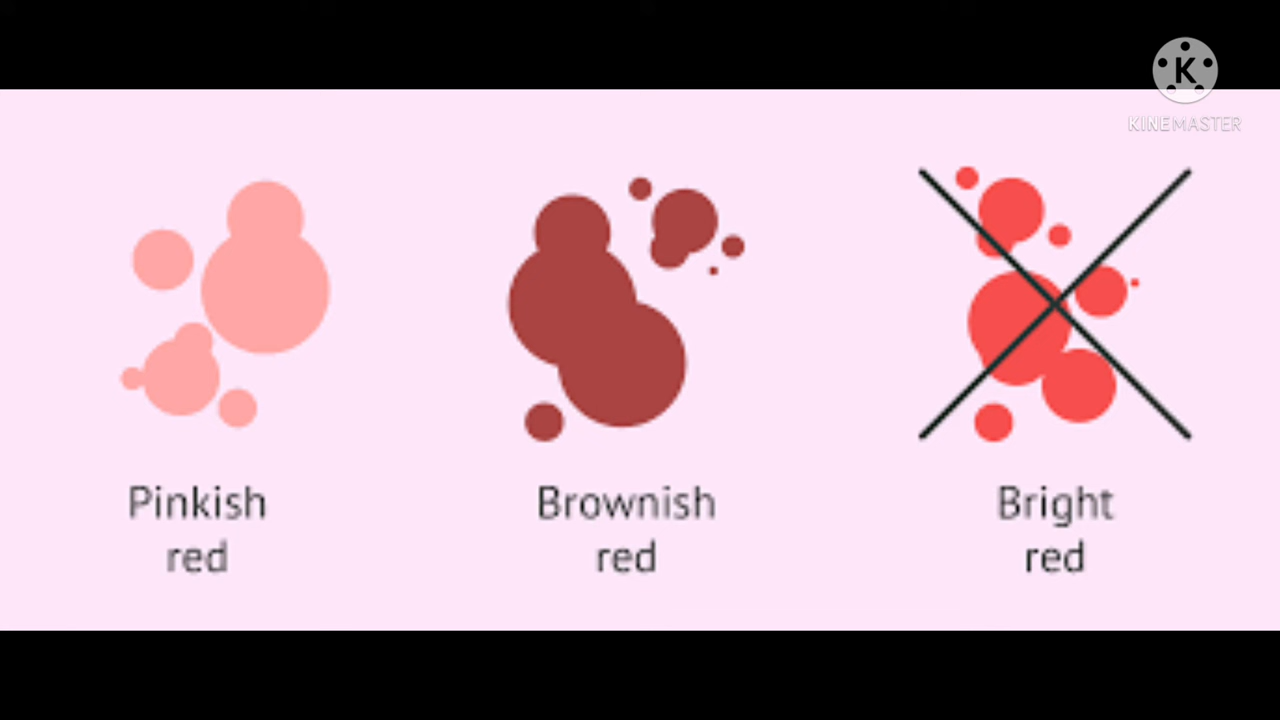 K
KINEMASTER
Pinkish
red
Brownish
red
Bright
red